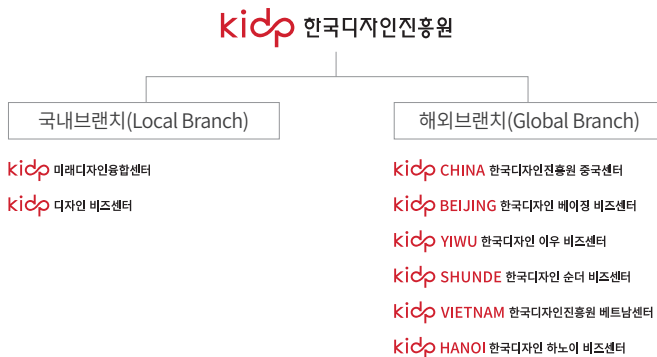 kidp 한국디자인진흥원
국내브랜치(Local Branch)
kidp 미래디자인융합센터
kidp 디자인 비즈센터
해외브랜치(Global Branch)
kidp CHINA 한국디자인진흥원 중국센터
kidp BEIJING 한국디자인 베이징 비즈센터
kidp YIWU 한국디자인 이우 비즈센터
kidp SHUNDE 한국디자인 순더 비즈센터
kidp VIETNAM 한국디자인진흥원 베트남센터
kidp HANOI 한국디자인 하노이 비즈센터